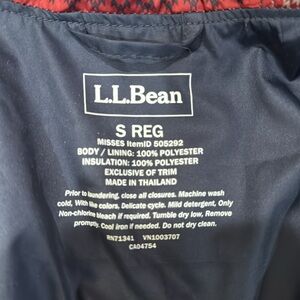 L.L.Bean
S REG
MISSES ItemID 505292
BODY / LINING: 100% POLYESTER
INSULATION: 100% POLYESTER
EXCLUSIVE OF TRIM
MADE IN THAILAND
Prior to laundering, close all closures. Machine wash
cold, With like colors. Delicate cycle. Mild detergent, Only
Non-chlorine bleach if required. Tumble dry low, Remove
promptly. Cool iron if needed. Do not dry clean.
RN71341 VN1003707
CA04754